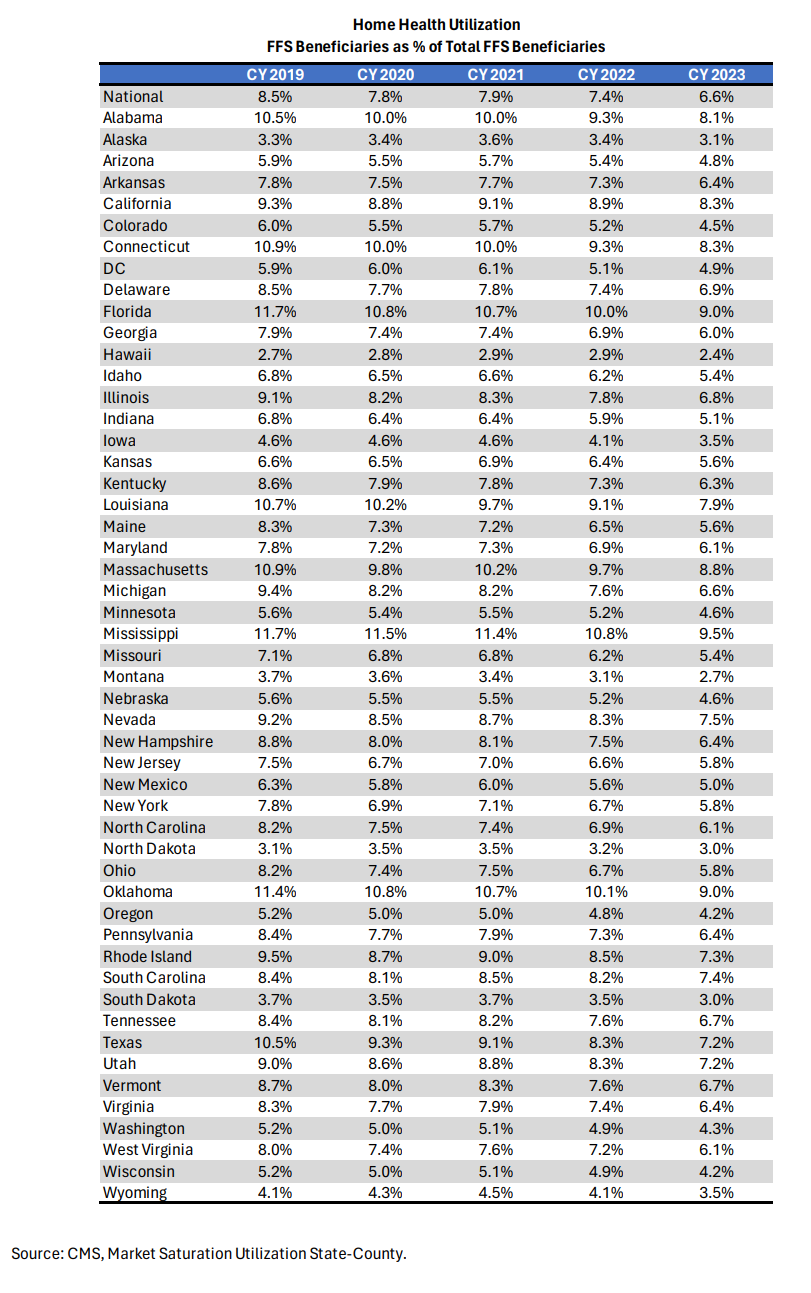 Home Health Utilization
FFS Beneficiaries as % of Total FFS Beneficiaries
CY 2019 CY 2020 CY 2021 CY 2022 CY 2023
National 8.5% 7.8% 7.9% 7.4% 6.6%
Alabama 10.5% 10.0% 10.0% 9.3% 8.1%
Alaska 3.3% 3.4% 3.6% 3.4% 3.1%
Arizona 5.9% 5.5% 5.7% 5.4% 4.8%
Arkansas 7.8% 7.5% 7.7% 7.3% 6.4%
California 9.3% 8.8% 9.1% 8.9% 8.3%
Colorado 6.0% 5.5% 5.7% 5.2% 4.5%
Connecticut 10.9% 10.0% 10.0% 9.3% 8.3%
DC 5.9% 6.0% 6.1% 5.1% 4.9%
Delaware 8.5% 7.7% 7.8% 7.4% 6.9%
Florida 11.7% 10.8% 10.7% 10.0% 9.0%
Georgia 7.9% 7.4% 7.4% 6.9% 6.0%
Hawaii 2.7% 2.8% 2.9% 2.9% 2.4%
Idaho 6.8% 6.5% 6.6% 6.2% 5.4%
Illinois 9.1% 8.2% 8.3% 7.8% 6.8%
Indiana 6.8% 6.4% 6.4% 5.9% 5.1%
Iowa 4.6% 4.6% 4.6% 4.1% 3.5%
Kansas 6.6% 6.5% 6.9% 6.4% 5.6%
Kentucky 8.6% 7.9% 7.8% 7.3% 6.3%
Louisiana 10.7% 10.2% 9.7% 9.1% 7.9%
Maine 8.3% 7.3% 7.2% 6.5% 5.6%
Maryland 7.8% 7.2% 7.3% 6.9% 6.1%
Massachusetts 10.9% 9.8% 10.2% 9.7% 8.8%
Michigan 9.4% 8.2% 8.2% 7.6% 6.6%
Minnesota 5.6% 5.4% 5.5% 5.2% 4.6%
Mississippi 11.7% 11.5% 11.4% 10.8% 9.5%
Missouri 7.1% 6.8% 6.8% 6.2% 5.4%
Montana 3.7% 3.6% 3.4% 3.1% 2.7%
Nebraska 5.6% 5.5% 5.5% 5.2% 4.6%
Nevada 9.2% 8.5% 8.7% 8.3% 7.5%
New Hampshire 8.8% 8.0% 8.1% 7.5% 6.4%
New Jersey 7.5% 6.7% 7.0% 6.6% 5.8%
New Mexico 6.3% 5.8% 6.0% 5.6% 5.0%
New York 7.8% 6.9% 7.1% 6.7% 5.8%
North Carolina 8.2% 7.5% 7.4% 6.9% 6.1%
North Dakota 3.1% 3.5% 3.5% 3.2% 3.0%
Ohio 8.2% 7.4% 7.5% 6.7% 5.8%
Oklahoma 11.4% 10.8% 10.7% 10.1% 9.0%
Oregon 5.2% 5.0% 5.0% 4.8% 4.2%
Pennsylvania 8.4% 7.7% 7.9% 7.3% 6.4%
Rhode Island 9.5% 8.7% 9.0% 8.5% 7.3%
South Carolina 8.4% 8.1% 8.5% 8.2% 7.4%
South Dakota 3.7% 3.5% 3.7% 3.5% 3.0%
Tennessee 8.4% 8.1% 8.2% 7.6% 6.7%
Texas 10.5% 9.3% 9.1% 8.3% 7.2%
Utah 9.0% 8.6% 8.8% 8.3% 7.2%
Vermont 8.7% 8.0% 8.3% 7.6% 6.7%
Virginia 8.3% 7.7% 7.9% 7.4% 6.4%
Washington 5.2% 5.0% 5.1% 4.9% 4.3%
West Virginia 8.0% 7.4% 7.6% 7.2% 6.1%
Wisconsin 5.2% 5.0% 5.1% 4.9% 4.2%
Wyoming 4.1% 4.3% 4.5% 4.1% 3.5%
Source: CMS, Market Saturation Utilization State-County.